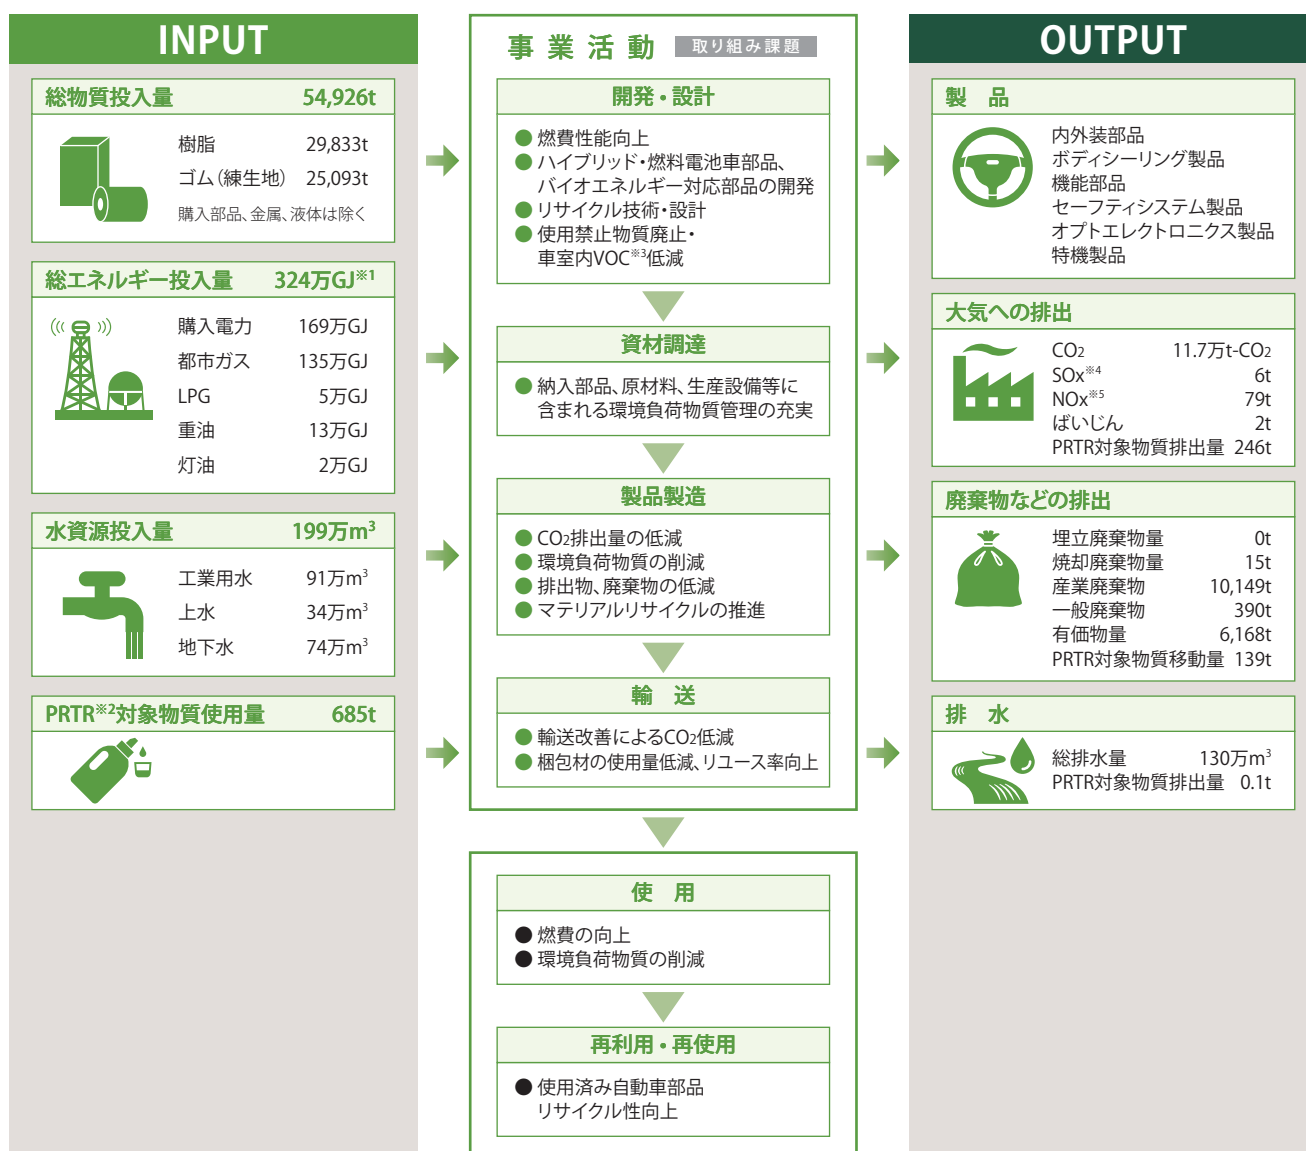 INPUT
総物質投入量 54,926t
樹脂 29,833t
ゴム（練生地） 25,093t
購入部品、金属、液体は除く
総エネルギー投入量 324万GJ※1
購入電力 169万GJ
都市ガス 135万GJ
LPG 5万GJ
重油 13万GJ
灯油 2万GJ
水資源投入量 199万m³
工業用水 91万m³
上水 34万m³
地下水 74万m³
PRTR※2対象物質使用量 685t
事業活動 取り組み課題
開発・設計
●燃費性能向上
●ハイブリッド・燃料電池車部品、
バイオエネルギー対応部品の開発
●リサイクル技術・設計
●使用禁止物質廃止・
車室内VOC※3低減
資材調達
●納入部品、原材料、生産設備等に
含まれる環境負荷物質管理の充実
製品製造
●CO2排出量の低減
●環境負荷物質の削減
●排出物、廃棄物の低減
●マテリアルリサイクルの推進
輸 送
●輸送改善によるCO2低減
●梱包材の使用量低減、リユース率向上
使 用
●燃費の向上
●環境負荷物質の削減
再利用・再使用
●使用済み自動車部品
リサイクル性向上
OUTPUT
製 品
内外装部品
ボディシーリング製品
機能部品
セーフティシステム製品
オプトエレクトロニクス製品
特機製品
大気への排出
CO2 11.7万t-CO2
SOx※4 6t
NOx※5 79t
ばいじん 2t
PRTR対象物質排出量 246t
廃棄物などの排出
埋立廃棄物量 0t
焼却廃棄物量 15t
産業廃棄物 10,149t
一般廃棄物 390t
有価物量 6,168t
PRTR対象物質移動量 139t
排 水
総排水量 130万m³
PRTR対象物質排出量 0.1t